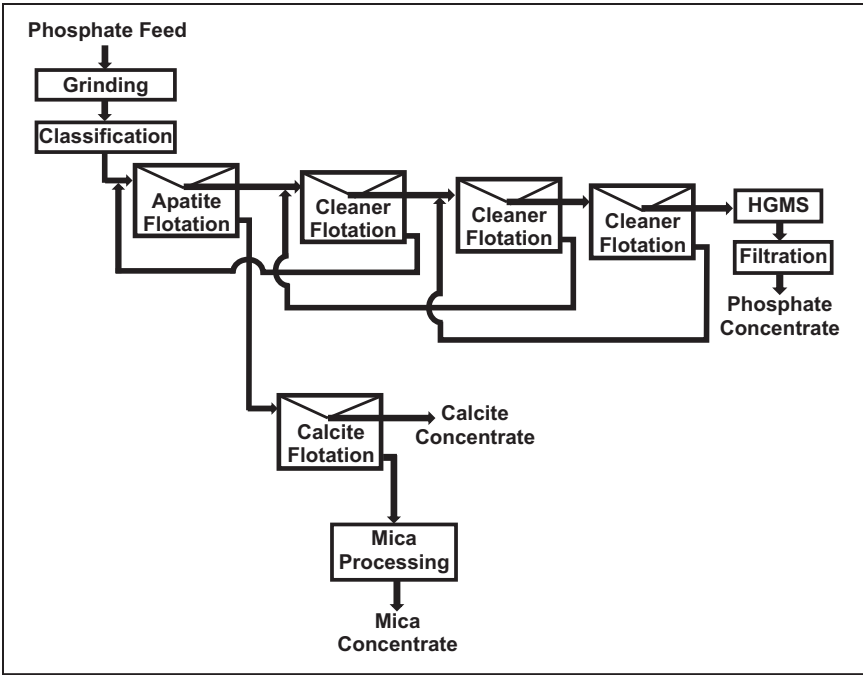 Phosphate Feed
Grinding
Classification
Apatite
Flotation
Cleaner
Flotation
Cleaner
Flotation
Cleaner
Flotation
HGMS
Filtration
Phosphate
Concentrate
Calcite
Flotation
Calcite
Concentrate
Mica
Processing
Mica
Concentrate